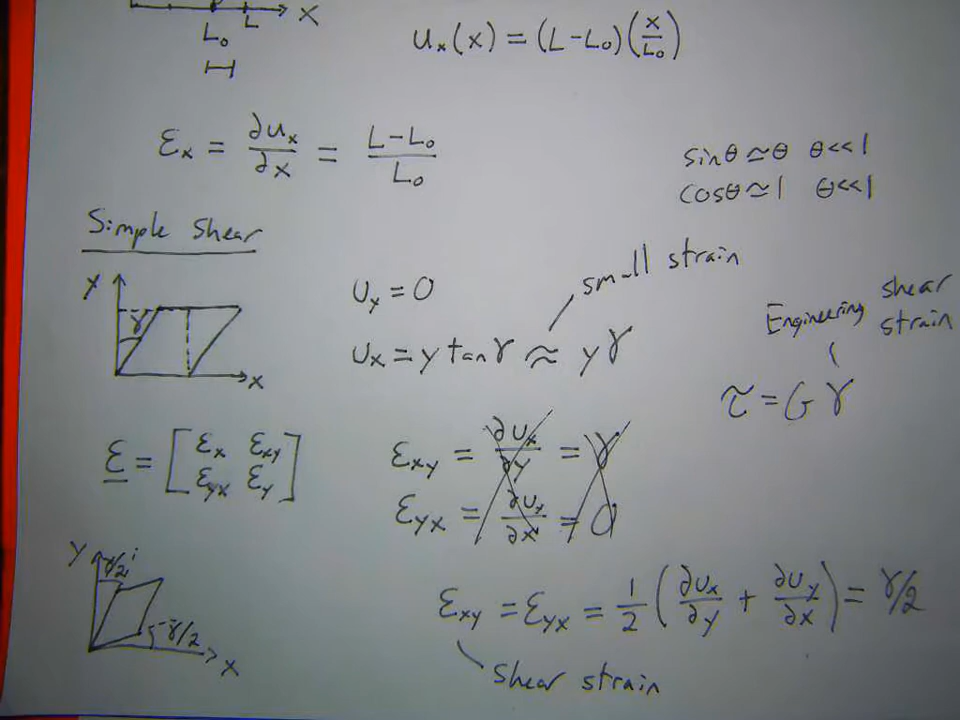 X
L₀ L
u_x(x) = (L-L₀)(x/L₀)
ε_x = ∂u_x/∂x = (L-L₀)/L₀
sinθ ≃ θ θ<<1
cosθ ≃ 1 θ<<1
Simple Shear
Y
γ
X
u_y = 0
small strain
u_x = y tanγ ≈ yγ
Engineering shear strain
τ = Gγ
ε = [ε_x ε_xy
ε_yx ε_y]
ε_xy = ∂u_x/∂y = γ
ε_yx = ∂u_y/∂x = 0
Y
γ/2
γ/2
X
ε_xy = ε_yx = 1/2 (∂u_x/∂y + ∂u_y/∂x) = γ/2
shear strain